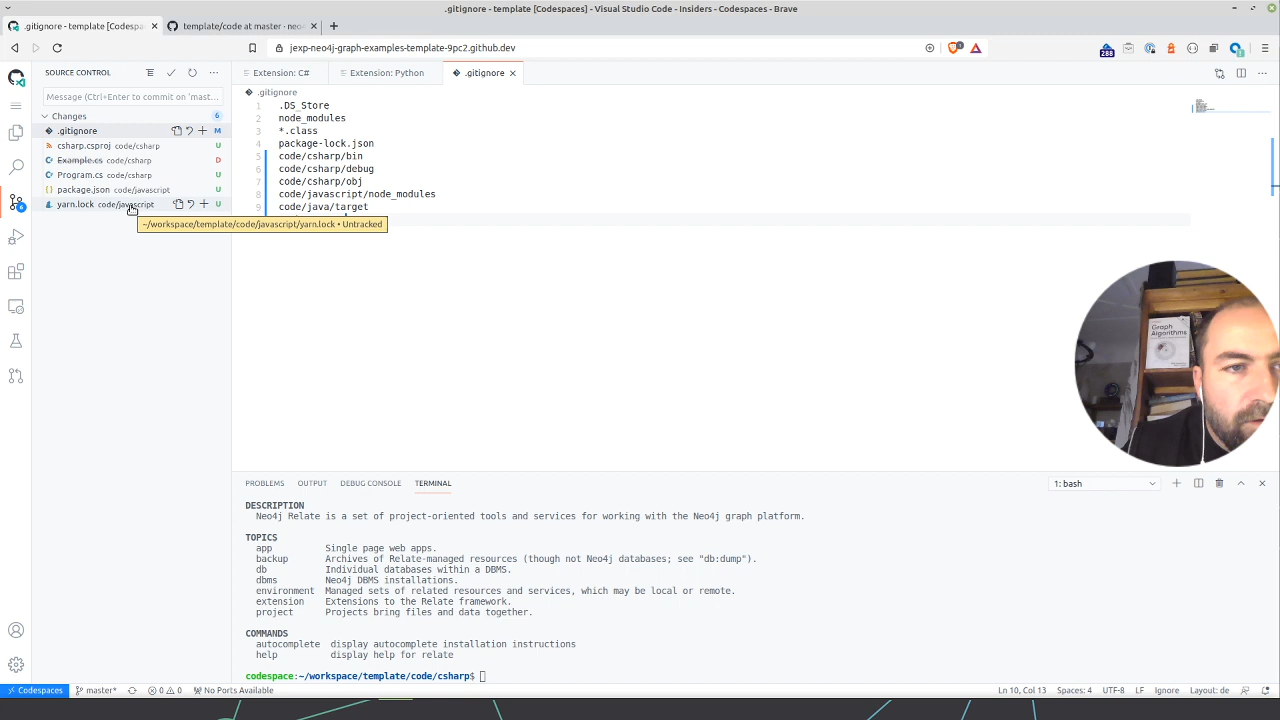 .gitignore - template [Codespaces] - Visual Studio Code - Insiders - Codespaces - Brave
.gitignore - template [Codespa
template/code at master · neo
jexp-neo4j-graph-examples-template-9pc2.github.dev
288
SOURCE CONTROL
Extension: C#
Extension: Python
.gitignore
Message (Ctrl+Enter to commit on 'mast...
.gitignore
Changes 6
.gitignore M
csharp.csproj code/csharp U
Example.cs code/csharp D
Program.cs code/csharp U
package.json code/javascript U
yarn.lock code/javascript U
~/workspace/template/code/javascript/yarn.lock • Untracked
1 .DS_Store
2 node_modules
3 *.class
4 package-lock.json
5 code/csharp/bin
6 code/csharp/debug
7 code/csharp/obj
8 code/javascript/node_modules
9 code/java/target
Graph
Algorithms
PROBLEMS OUTPUT DEBUG CONSOLE TERMINAL
1: bash
DESCRIPTION
Neo4j Relate is a set of project-oriented tools and services for working with the Neo4j graph platform.
TOPICS
app Single page web apps.
backup Archives of Relate-managed resources (though not Neo4j databases; see "db:dump").
db Individual databases within a DBMS.
dbms Neo4j DBMS installations.
environment Managed sets of related resources and services, which may be local or remote.
extension Extensions to the Relate framework.
project Projects bring files and data together.
COMMANDS
autocomplete display autocomplete installation instructions
help display help for relate
codespace:~/workspace/template/code/csharp$
Codespaces master* 0 0 No Ports Available Ln 10, Col 13 Spaces: 4 UTF-8 LF Ignore Layout: de